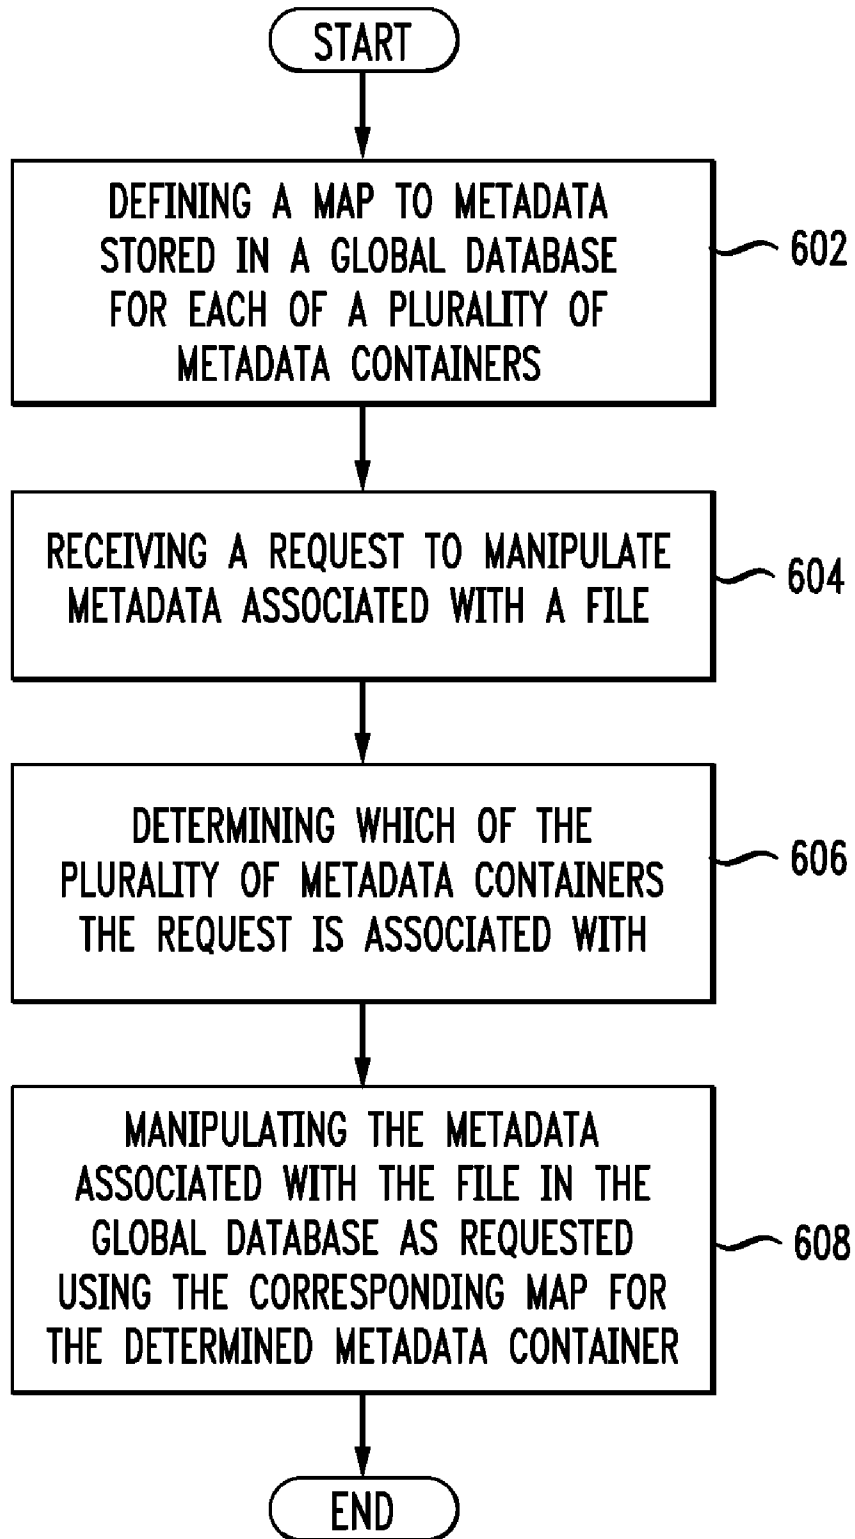 START
DEFINING A MAP TO METADATA
STORED IN A GLOBAL DATABASE
FOR EACH OF A PLURALITY OF
METADATA CONTAINERS
602
RECEIVING A REQUEST TO MANIPULATE
METADATA ASSOCIATED WITH A FILE
604
DETERMINING WHICH OF THE
PLURALITY OF METADATA CONTAINERS
THE REQUEST IS ASSOCIATED WITH
606
MANIPULATING THE METADATA
ASSOCIATED WITH THE FILE IN THE
GLOBAL DATABASE AS REQUESTED
USING THE CORRESPONDING MAP FOR
THE DETERMINED METADATA CONTAINER
608
END